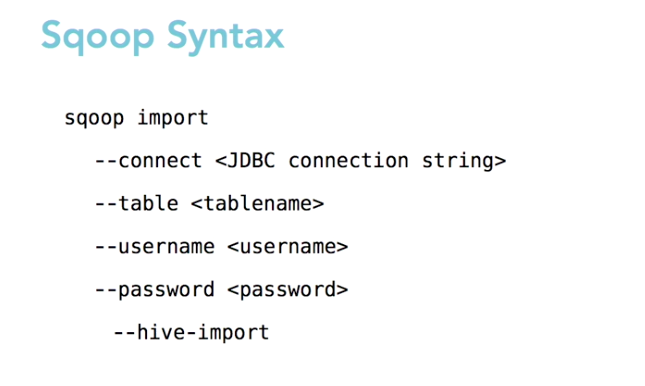 Sqoop Syntax
sqoop import
--connect <JDBC connection string>
--table <tablename>
--username <username>
--password <password>
--hive-import